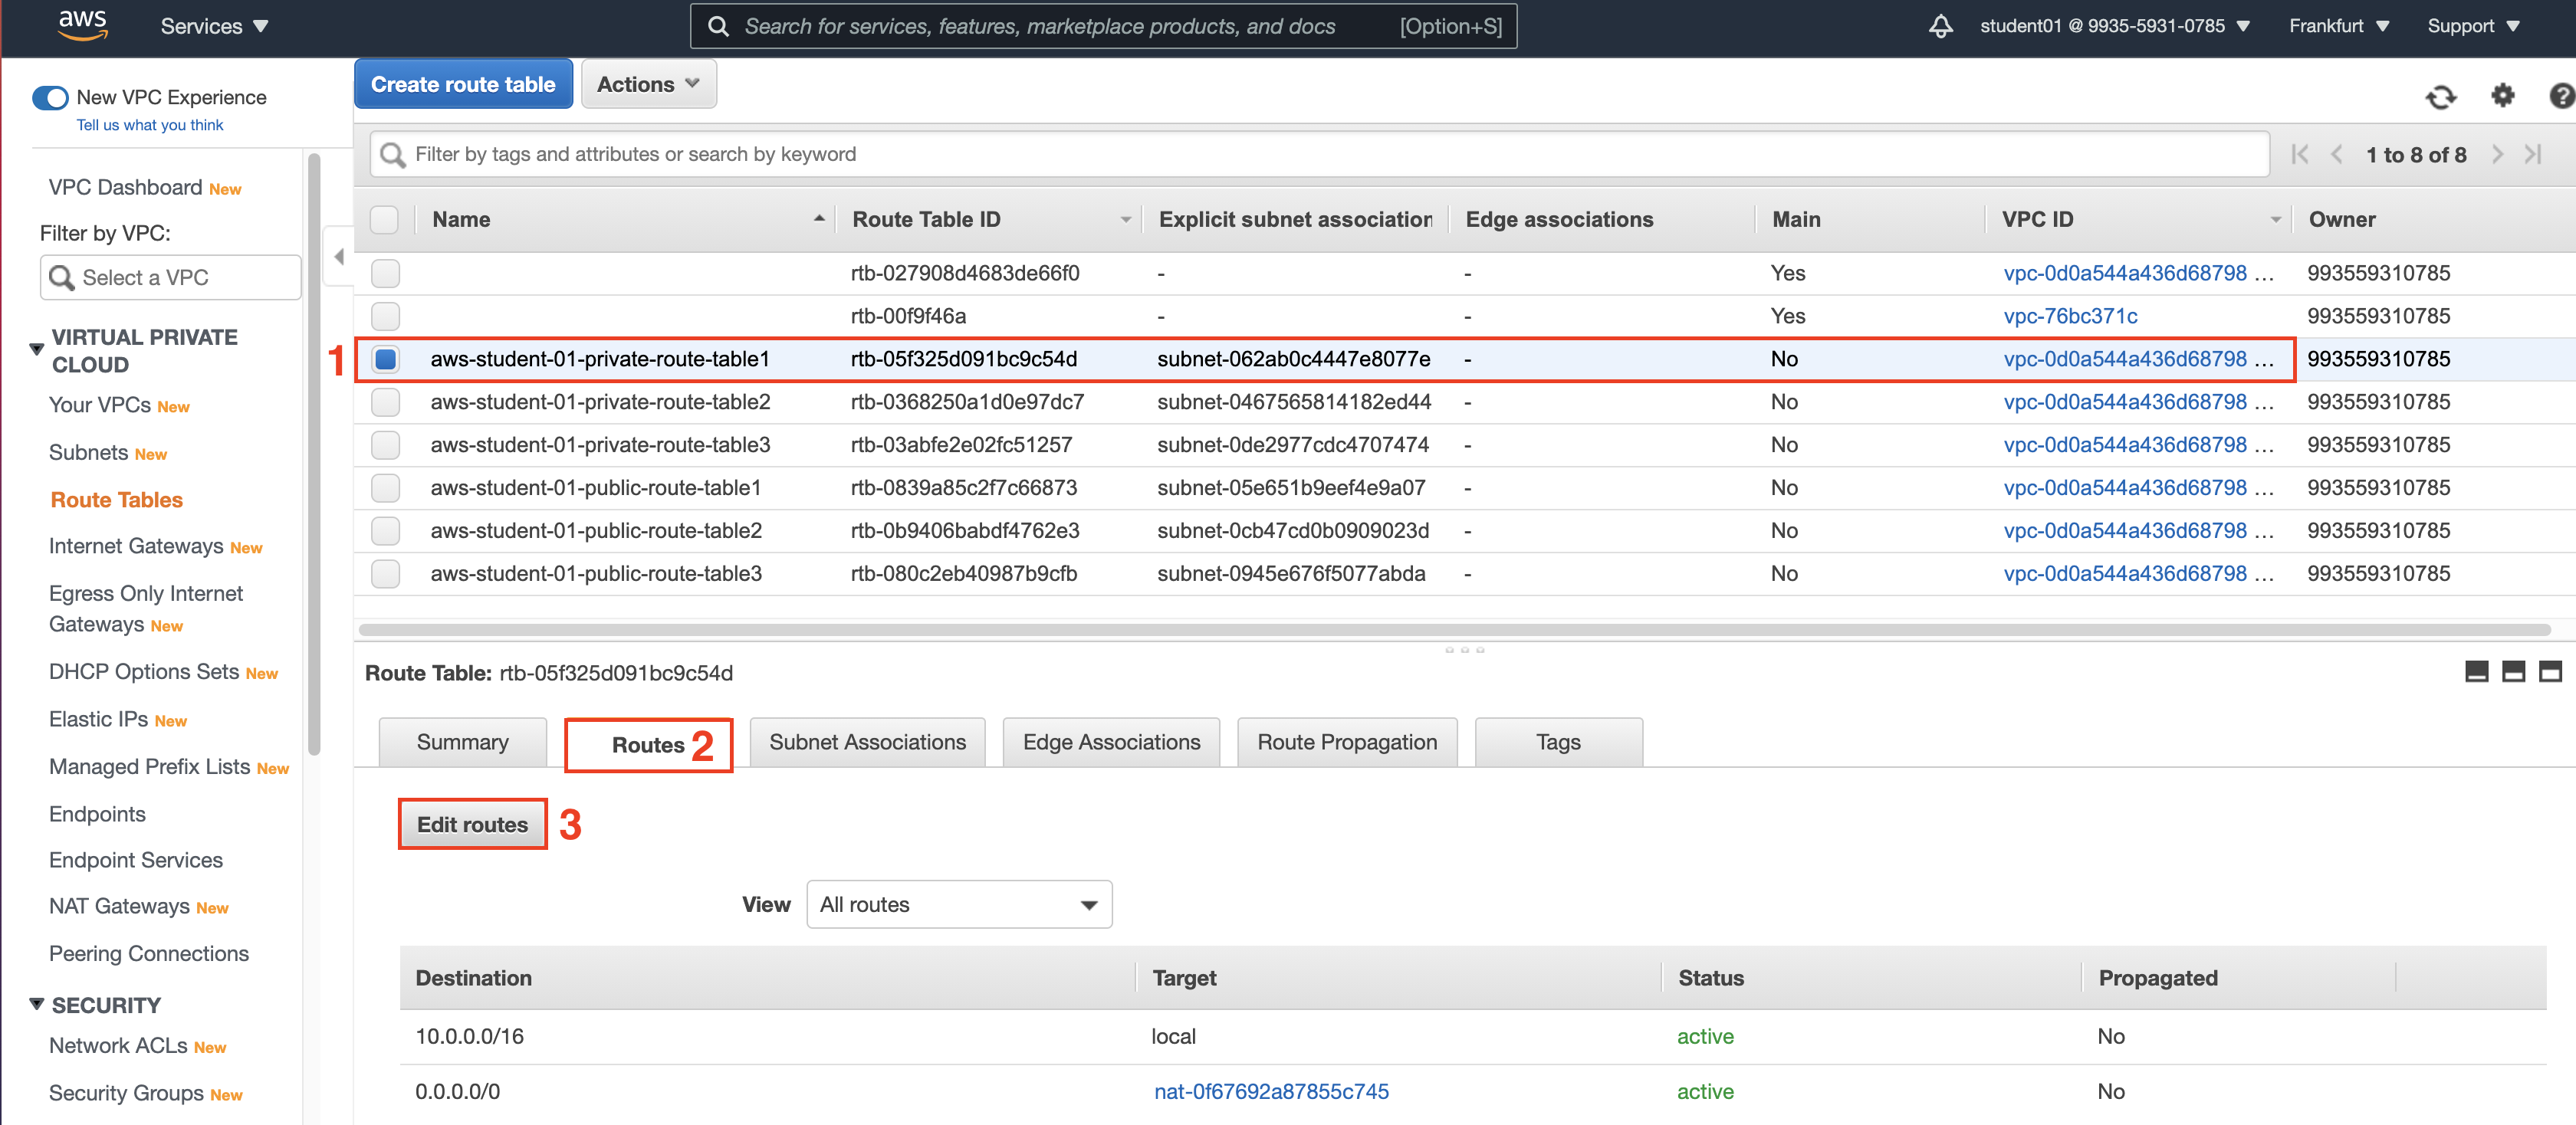 aws Services Search for services, features, marketplace products, and docs [Option+S] student01 @ 9935-5931-0785 Frankfurt Support
New VPC Experience
Tell us what you think
VPC Dashboard New
Filter by VPC:
Select a VPC
VIRTUAL PRIVATE
CLOUD
Your VPCs New
Subnets New
Route Tables
Internet Gateways New
Egress Only Internet
Gateways New
DHCP Options Sets New
Elastic IPs New
Managed Prefix Lists New
Endpoints
Endpoint Services
NAT Gateways New
Peering Connections
SECURITY
Network ACLs New
Security Groups New
Create route table Actions
Filter by tags and attributes or search by keyword 1 to 8 of 8
Name Route Table ID Explicit subnet association Edge associations Main VPC ID Owner
rtb-027908d4683de66f0 - - Yes vpc-0d0a544a436d68798 ... 993559310785
rtb-00f9f46a - - Yes vpc-76bc371c 993559310785
1 aws-student-01-private-route-table1 rtb-05f325d091bc9c54d subnet-062ab0c4447e8077e - No vpc-0d0a544a436d68798 ... 993559310785
aws-student-01-private-route-table2 rtb-0368250a1d0e97dc7 subnet-0467565814182ed44 - No vpc-0d0a544a436d68798 ... 993559310785
aws-student-01-private-route-table3 rtb-03abfe2e02fc51257 subnet-0de2977cdc4707474 - No vpc-0d0a544a436d68798 ... 993559310785
aws-student-01-public-route-table1 rtb-0839a85c2f7c66873 subnet-05e651b9eef4e9a07 - No vpc-0d0a544a436d68798 ... 993559310785
aws-student-01-public-route-table2 rtb-0b9406babdf4762e3 subnet-0cb47cd0b0909023d - No vpc-0d0a544a436d68798 ... 993559310785
aws-student-01-public-route-table3 rtb-080c2eb40987b9cfb subnet-0945e676f5077abda - No vpc-0d0a544a436d68798 ... 993559310785
Route Table: rtb-05f325d091bc9c54d
Summary Routes 2 Subnet Associations Edge Associations Route Propagation Tags
Edit routes 3
View All routes
Destination Target Status Propagated
10.0.0.0/16 local active No
0.0.0.0/0 nat-0f67692a87855c745 active No